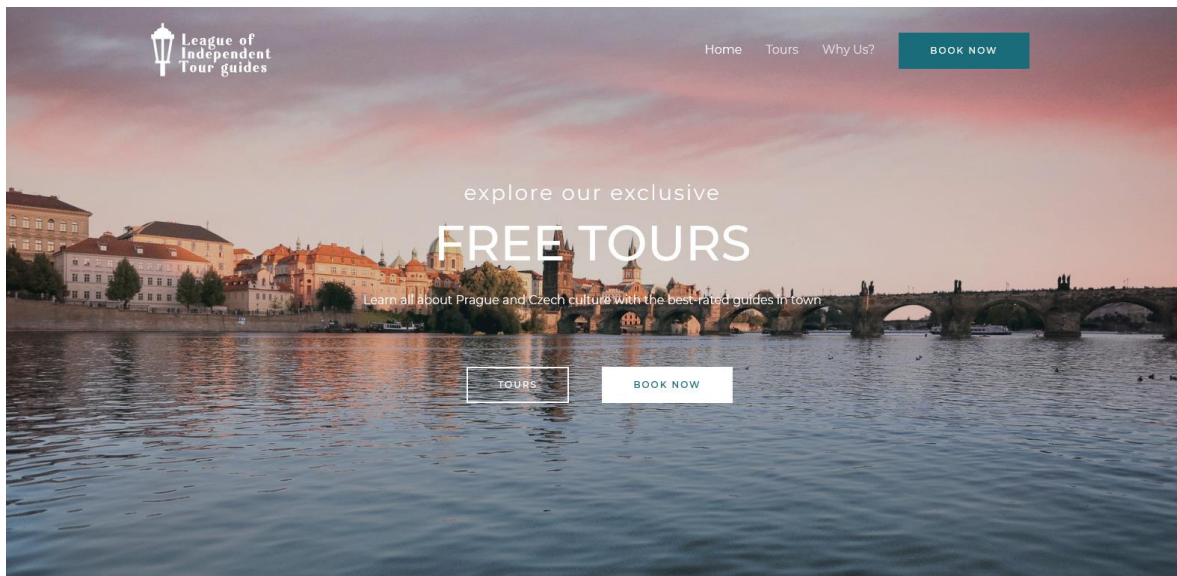 League of
Independent
Tour guides
Home Tours Why Us? BOOK NOW
explore our exclusive
FREE TOURS
Learn all about Prague and Czech culture with the best-rated guides in town
TOURS BOOK NOW